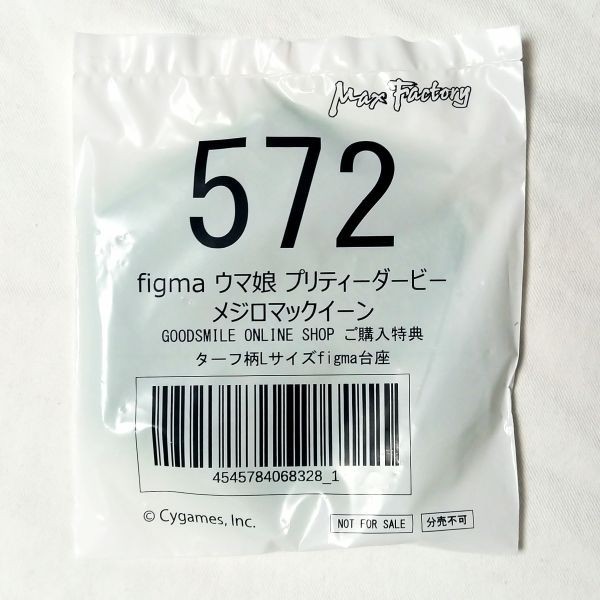 Max Factory
572
figma ウマ娘 プリティーダービー
メジロマックイーン
GOODSMILE ONLINE SHOP ご購入特典
ターフ柄Lサイズfigma台座
4545784068328_1
© Cygames, Inc.
NOT FOR SALE 分売不可